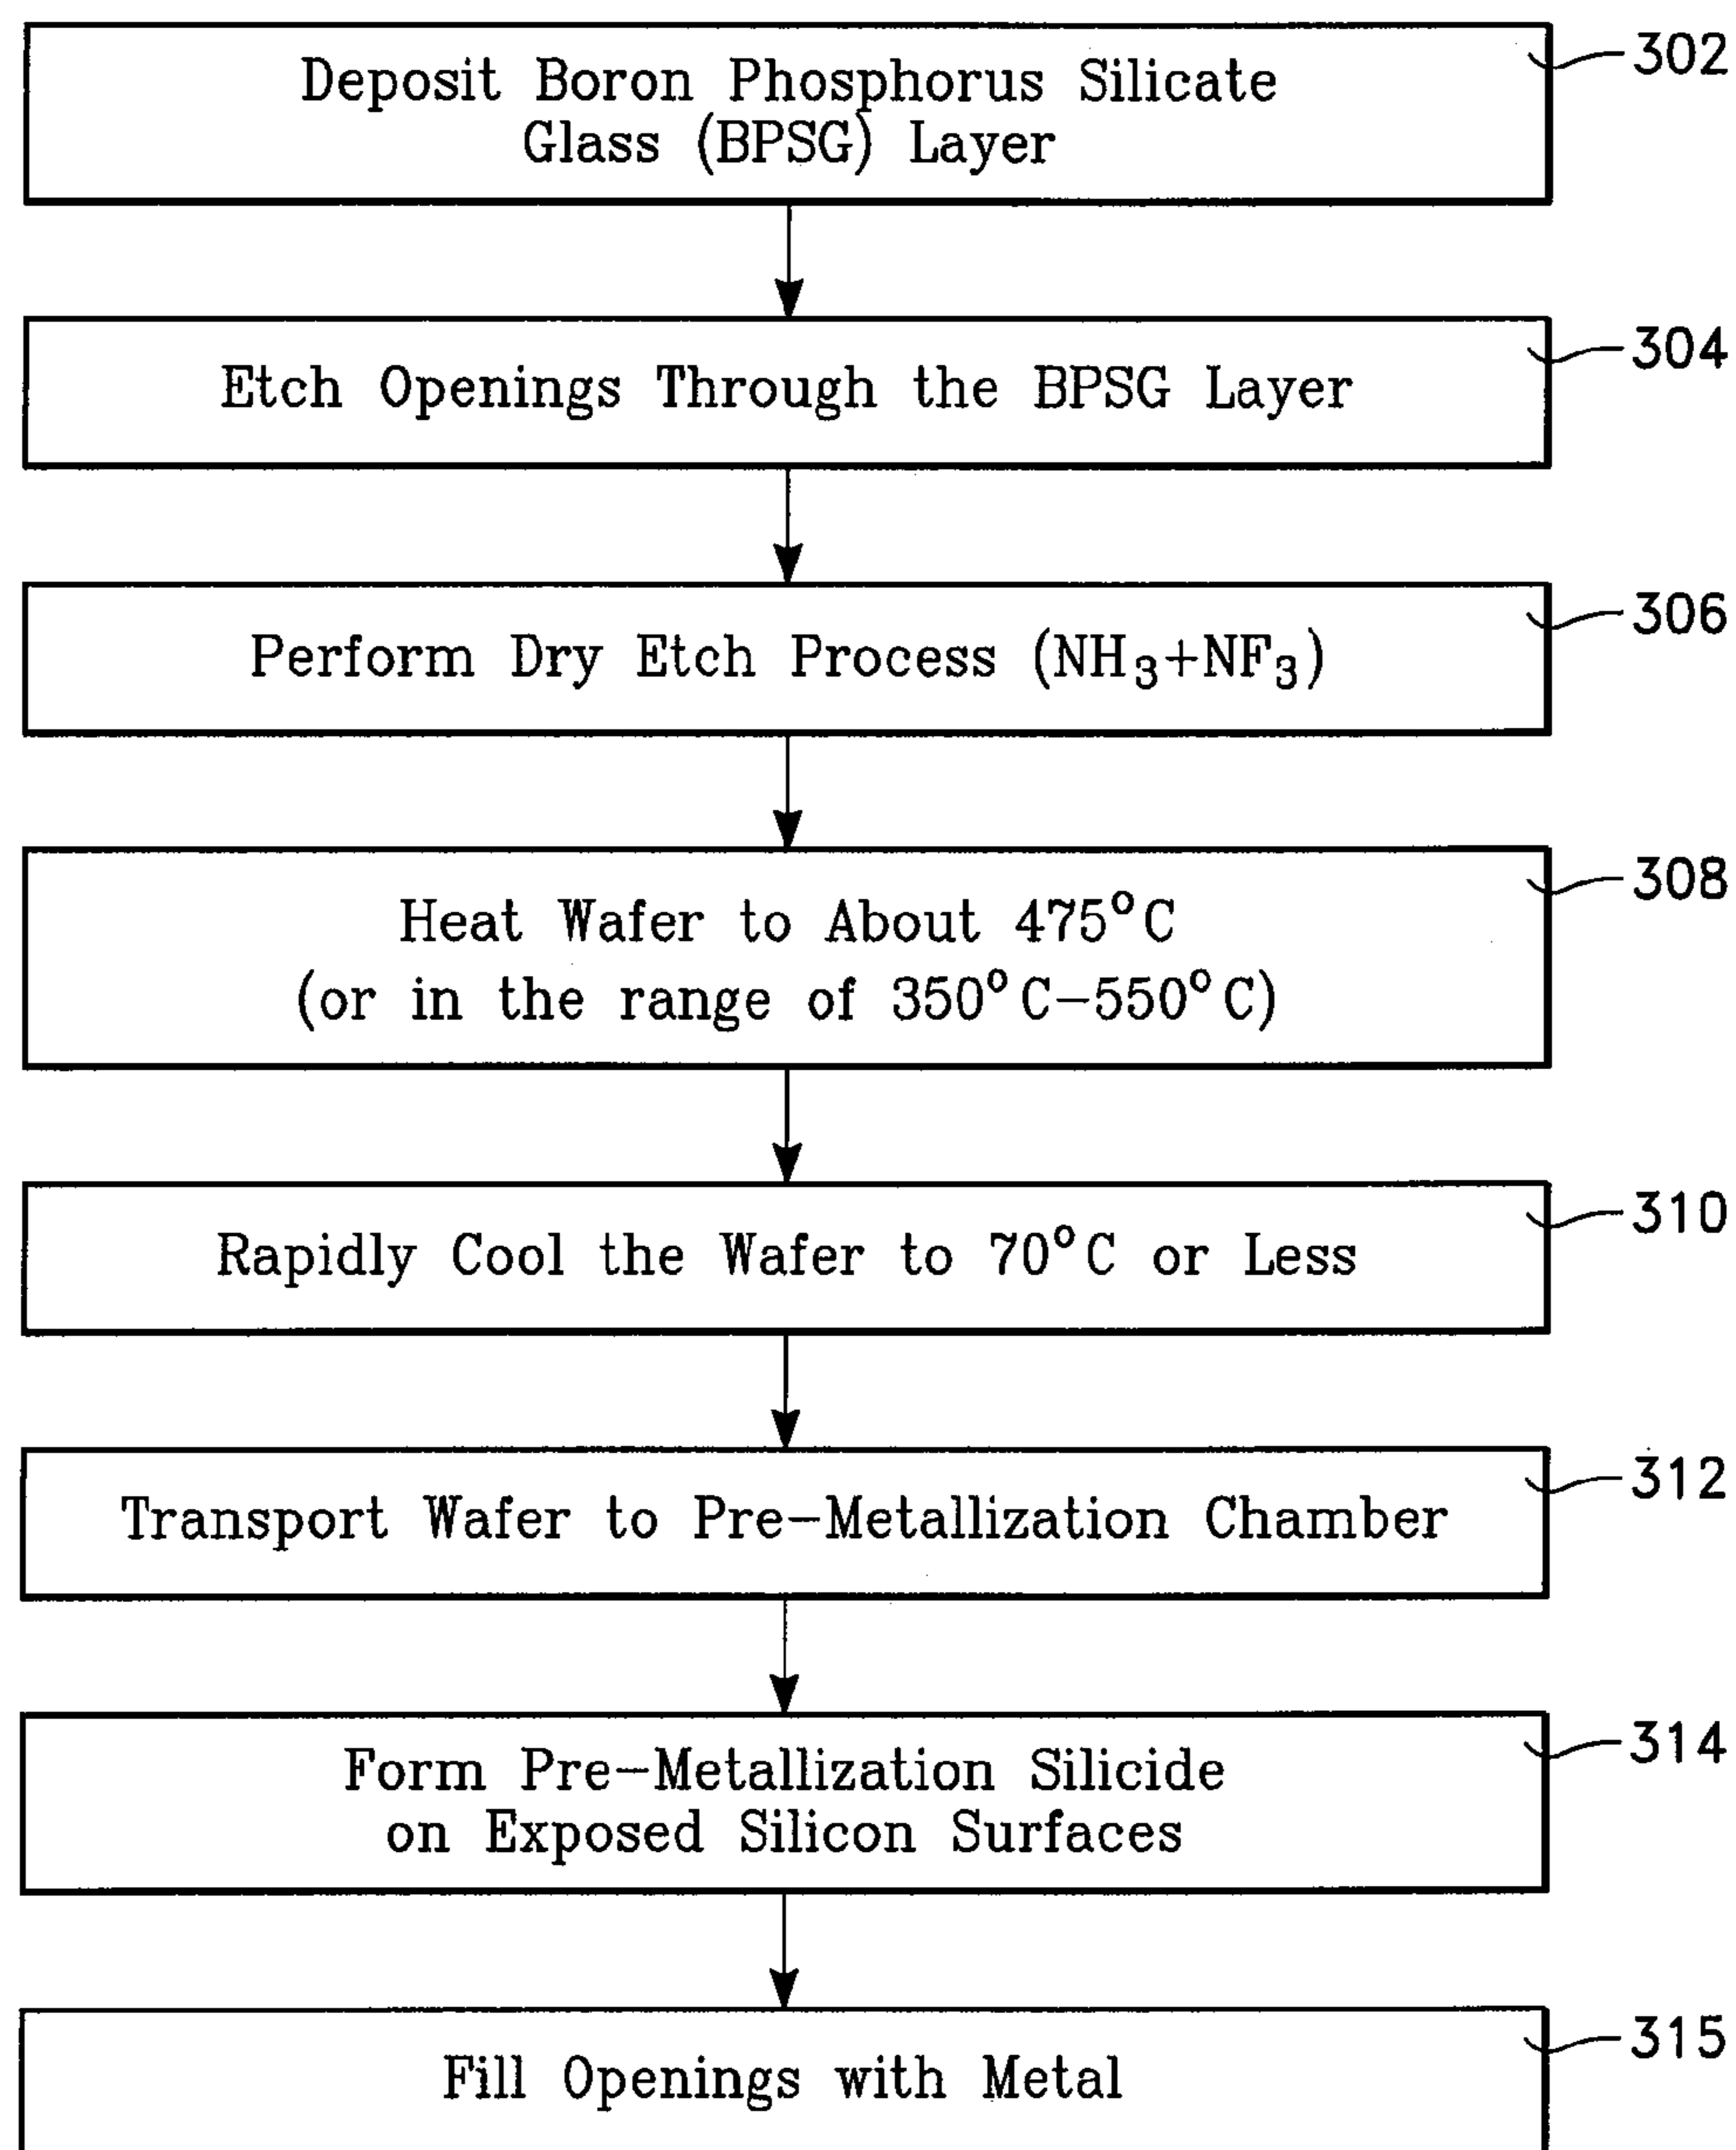 Deposit Boron Phosphorus Silicate
Glass (BPSG) Layer
302
Etch Openings Through the BPSG Layer
304
Perform Dry Etch Process (NH₃+NF₃)
306
Heat Wafer to About 475°C
(or in the range of 350°C-550°C)
308
Rapidly Cool the Wafer to 70°C or Less
310
Transport Wafer to Pre-Metallization Chamber
312
Form Pre-Metallization Silicide
on Exposed Silicon Surfaces
314
Fill Openings with Metal
315